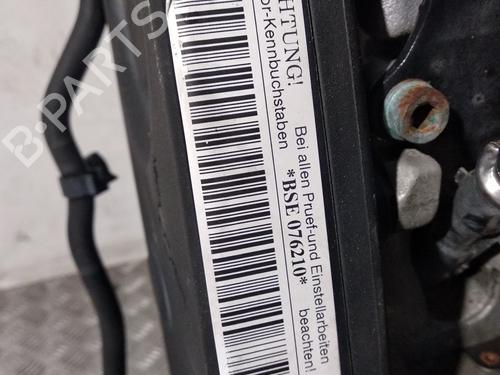 HTUNG!
or-Kennbuchstaben
Bei allen Pruef-und Einstellarbeiten
beachten!
*BSE 076210*
B-PARTS